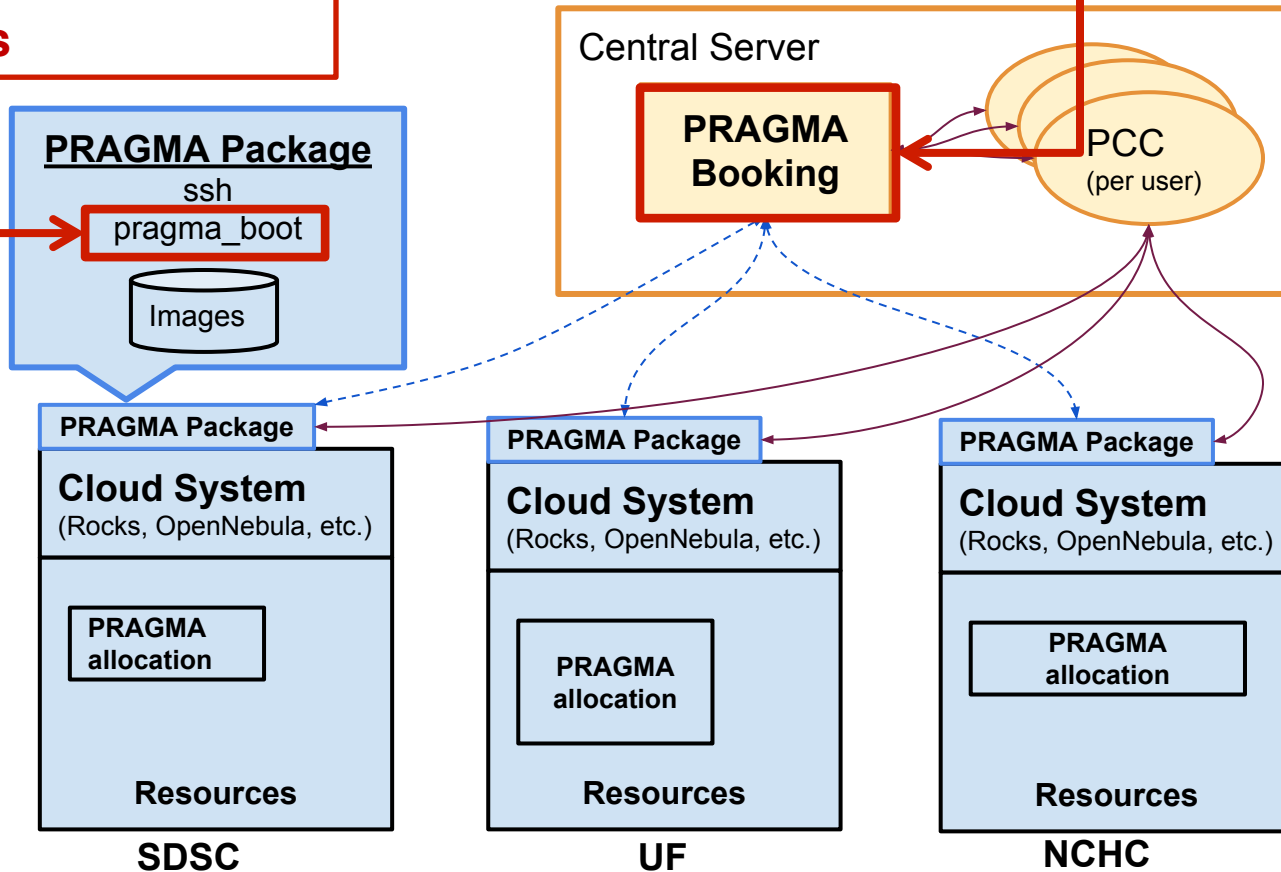 s
Central Server
PRAGMA
Booking
PCC
(per user)
PRAGMA Package
ssh
pragma_boot
Images
PRAGMA Package
Cloud System
(Rocks, OpenNebula, etc.)
PRAGMA
allocation
Resources
SDSC
PRAGMA Package
Cloud System
(Rocks, OpenNebula, etc.)
PRAGMA
allocation
Resources
UF
PRAGMA Package
Cloud System
(Rocks, OpenNebula, etc.)
PRAGMA
allocation
Resources
NCHC